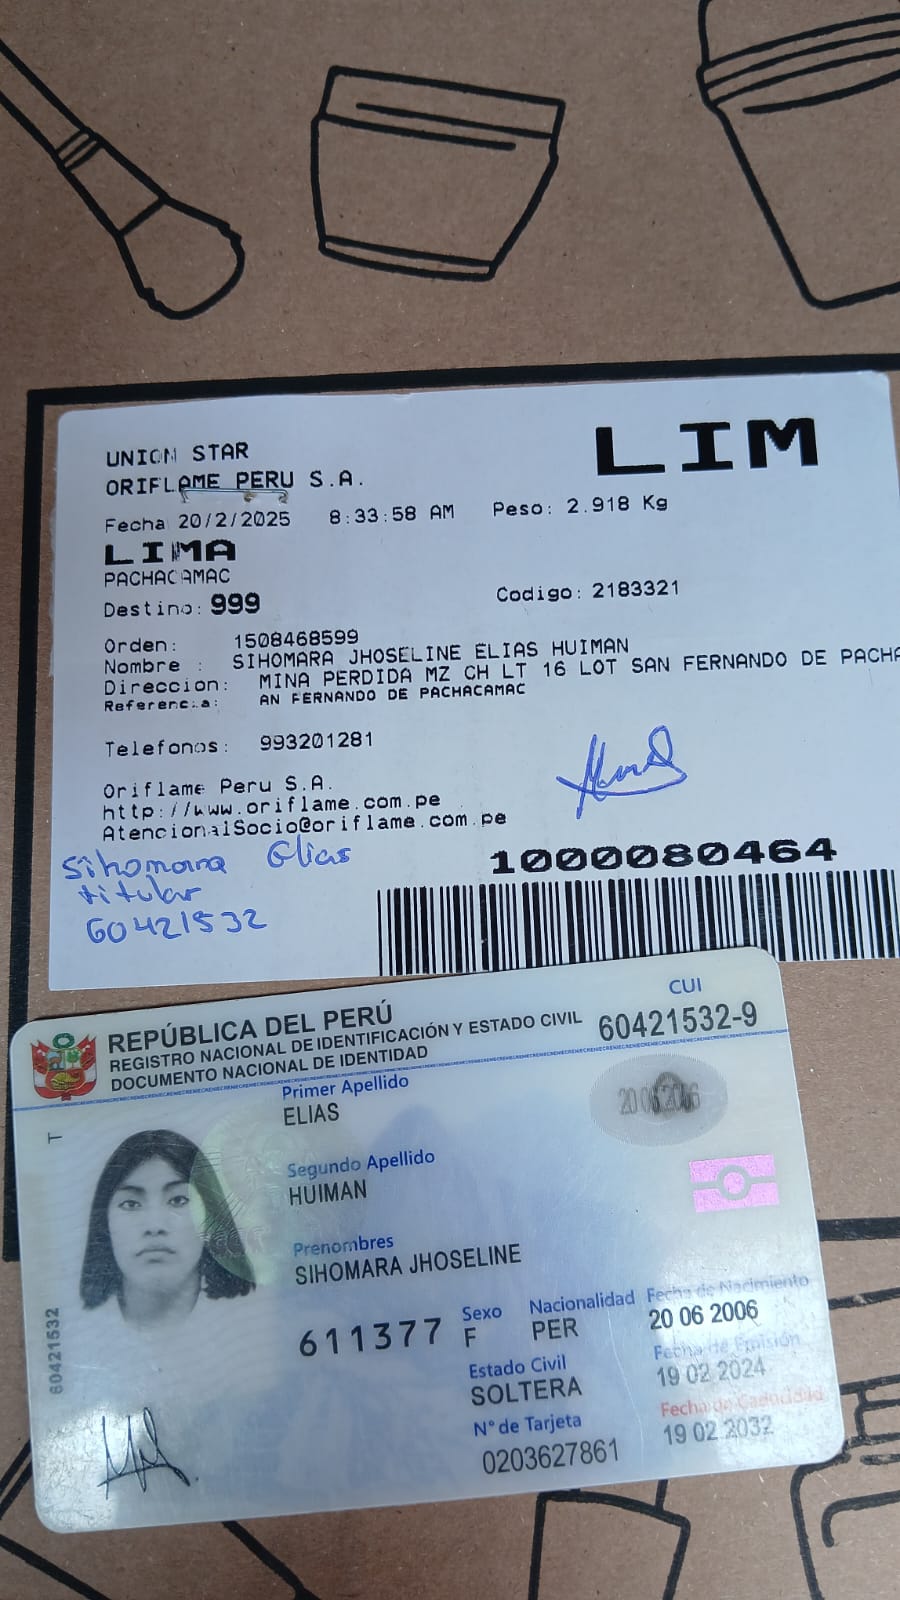 UNION STAR
ORIFLAME PERU S.A.
LIM
Fecha 20/2/2025 8:33:58 AM Peso: 2.918 Kg
LIMA
PACHACAMAC
Destino: 999 Codigo: 2183321
Orden: 1508468599
Nombre : SIHOMARA JHOSELINE ELIAS HUIMAN
Direccion: MINA PERDIDA MZ CH LT 16 LOT SAN FERNANDO DE PACHA
Referencia: AN FERNANDO DE PACHACAMAC
Telefonos: 993201281
Oriflame Peru S.A.
http://www.oriflame.com.pe
AtencionalSocio@oriflame.com.pe
Sihomara Elias
titular
60421532
1000080464
REPÚBLICA DEL PERÚ
REGISTRO NACIONAL DE IDENTIFICACIÓN Y ESTADO CIVIL
DOCUMENTO NACIONAL DE IDENTIDAD
CUI
60421532-9
Primer Apellido
ELIAS
20 06 2006
Segundo Apellido
HUIMAN
Prenombres
SIHOMARA JHOSELINE
611377
Sexo
F
Nacionalidad
PER
Fecha de Nacimiento
20 06 2006
Estado Civil
SOLTERA
Fecha de Emisión
19 02 2024
N° de Tarjeta
0203627861
Fecha de Caducidad
19 02 2032
T
60421532